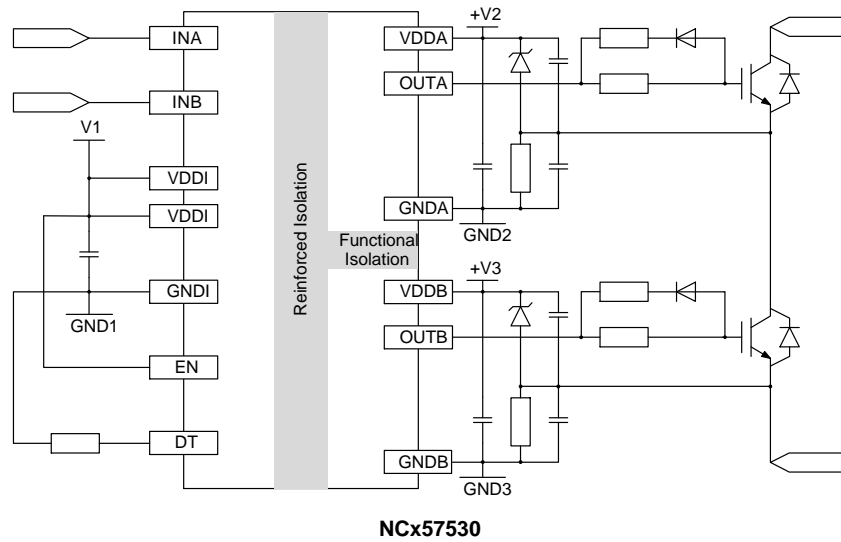 INA
INB
V1
VDDI
VDDI
GNDI
GND1
EN
DT
Reinforced Isolation
Functional
Isolation
+V2
VDDA
OUTA
GNDA
GND2
+V3
VDDB
OUTB
GNDB
GND3
NCx57530